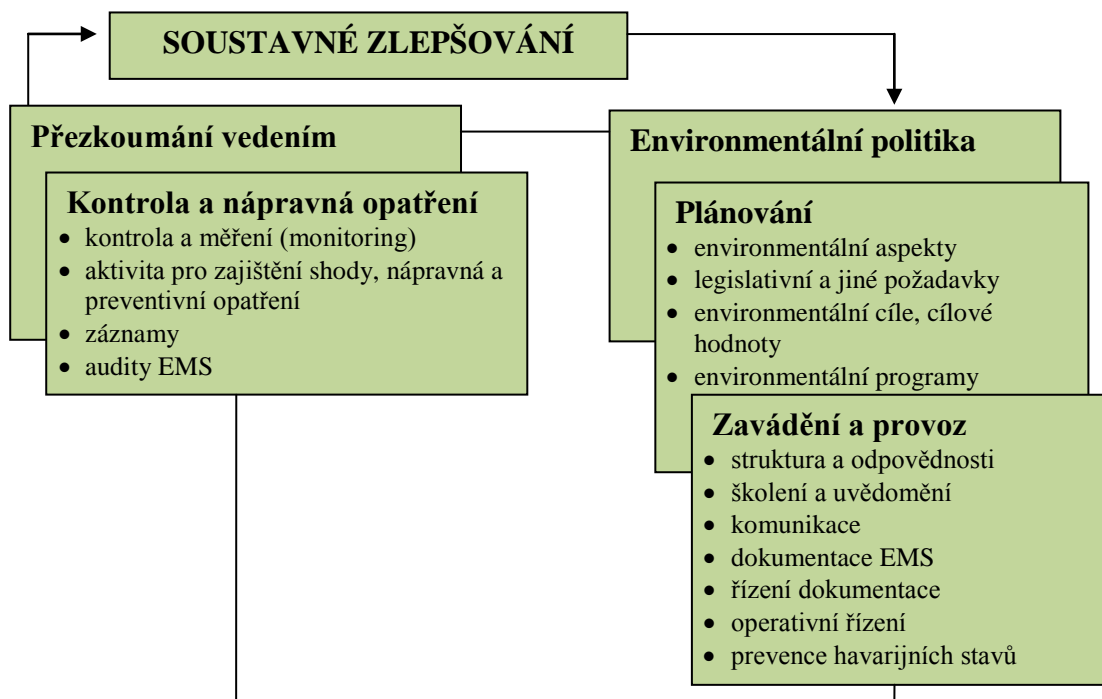 SOUSTAVNÉ ZLEPŠOVÁNÍ
Přezkoumání vedením
Kontrola a nápravná opatření
• kontrola a měření (monitoring)
• aktivita pro zajištění shody, nápravná a
preventivní opatření
• záznamy
• audity EMS
Environmentální politika
Plánování
• environmentální aspekty
• legislativní a jiné požadavky
• environmentální cíle, cílové
hodnoty
• environmentální programy
Zavádění a provoz
• struktura a odpovědnosti
• školení a uvědomění
• komunikace
• dokumentace EMS
• řízení dokumentace
• operativní řízení
• prevence havarijních stavů